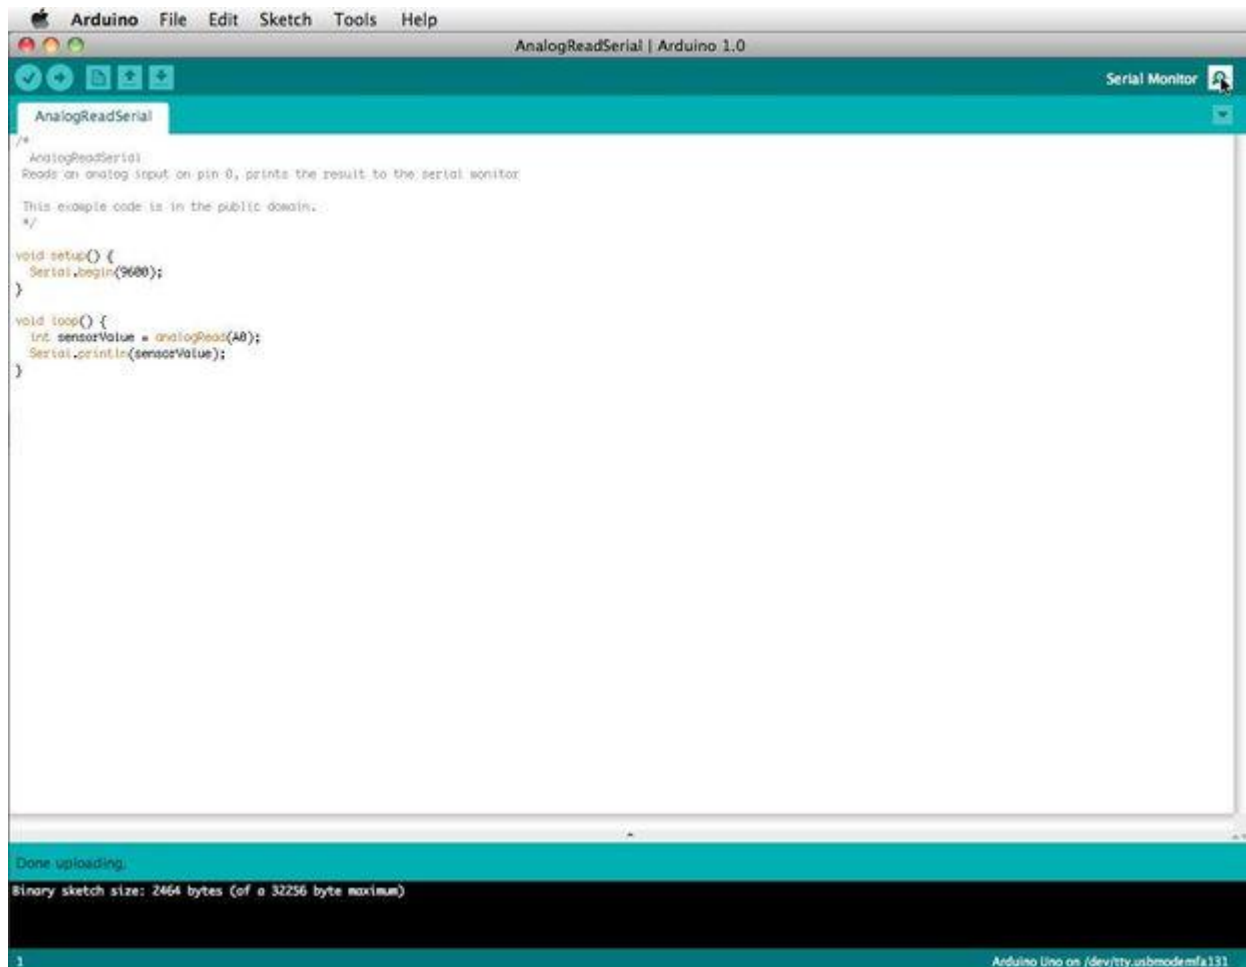 Arduino File Edit Sketch Tools Help
AnalogReadSerial | Arduino 1.0
Serial Monitor
AnalogReadSerial
/*
AnalogReadSerial
Reads an analog input on pin 0, prints the result to the serial monitor
This example code is in the public domain.
*/
void setup() {
Serial.begin(9600);
}
void loop() {
int sensorValue = analogRead(A0);
Serial.println(sensorValue);
}
Done uploading.
Binary sketch size: 2464 bytes (of a 32256 byte maximum)
1
Arduino Uno on /dev/tty.usbmodemfa131